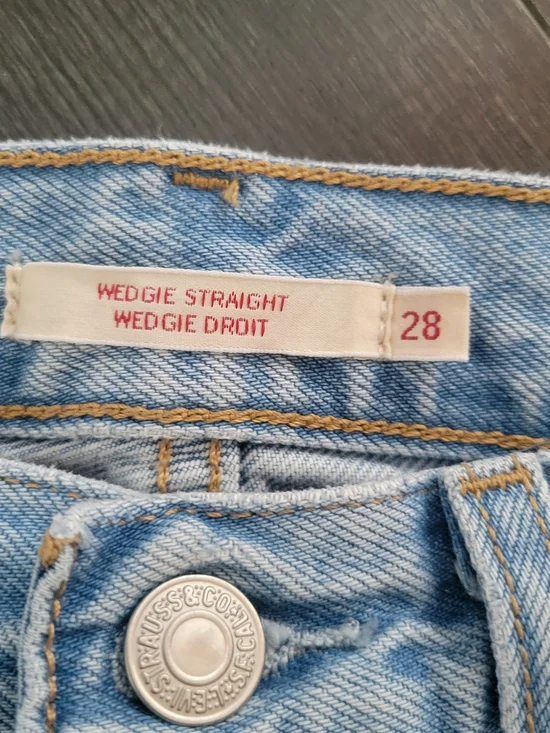 WEDGIE STRAIGHT
WEDGIE DROIT
28
LEVI STRAUSS & CO. S.F. CAL.